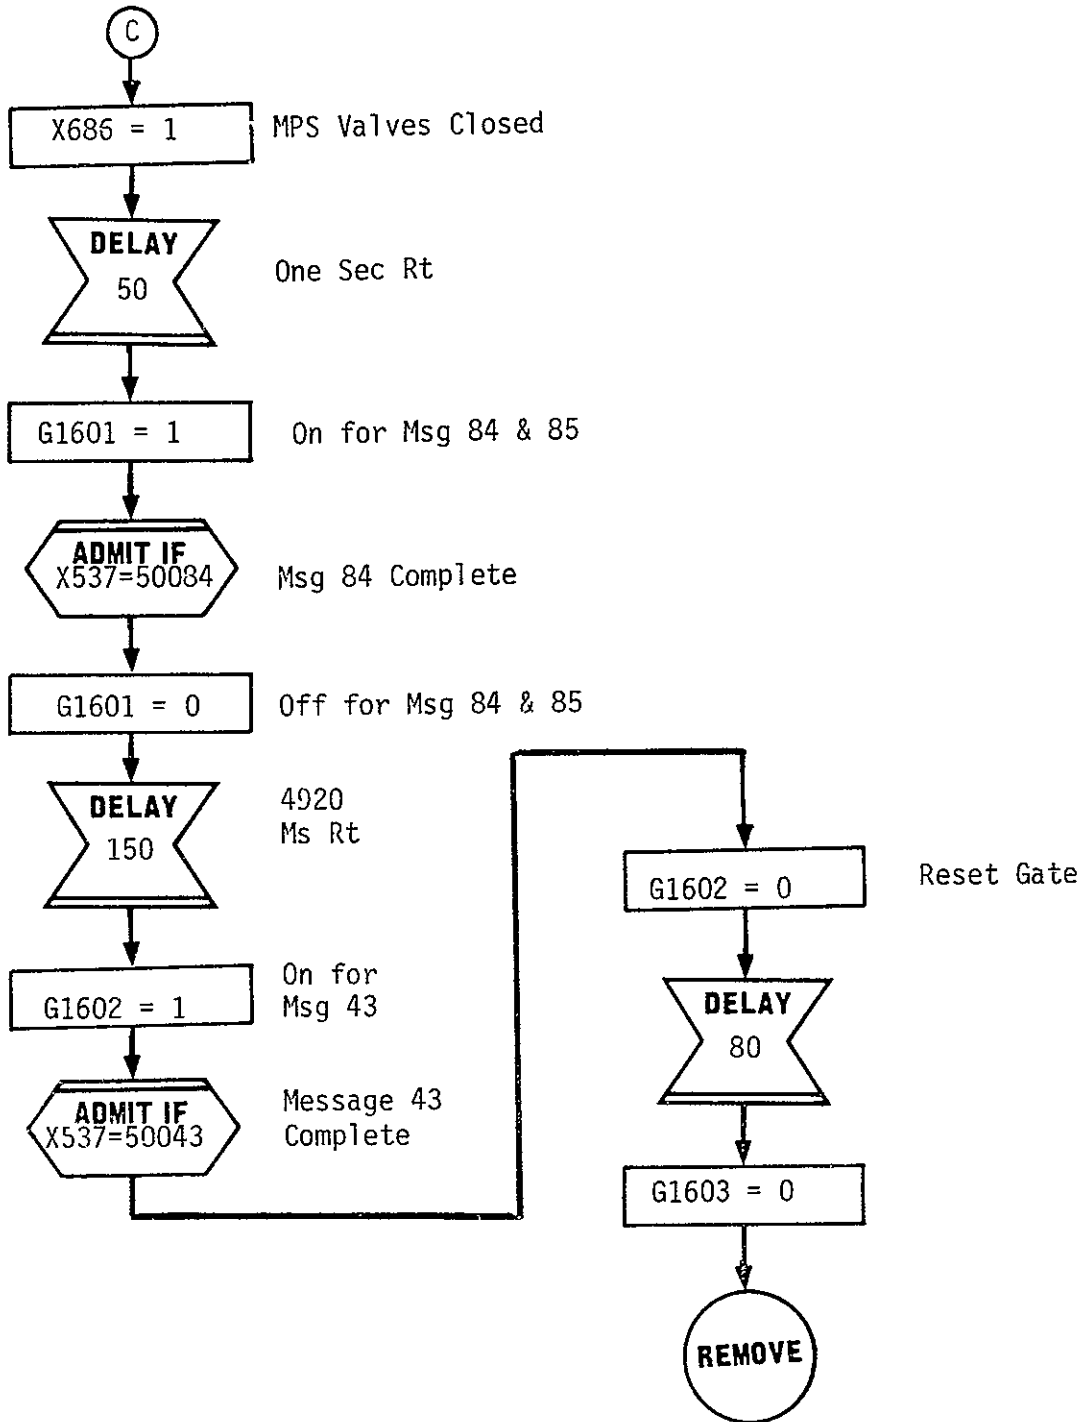 C
X686 = 1
MPS Valves Closed
DELAY
50
One Sec Rt
G1601 = 1
On for Msg 84 & 85
ADMIT IF
X537=50084
Msg 84 Complete
G1601 = 0
Off for Msg 84 & 85
DELAY
150
4920
Ms Rt
G1602 = 1
On for
Msg 43
ADMIT IF
X537=50043
Message 43
Complete
G1602 = 0
Reset Gate
DELAY
80
G1603 = 0
REMOVE